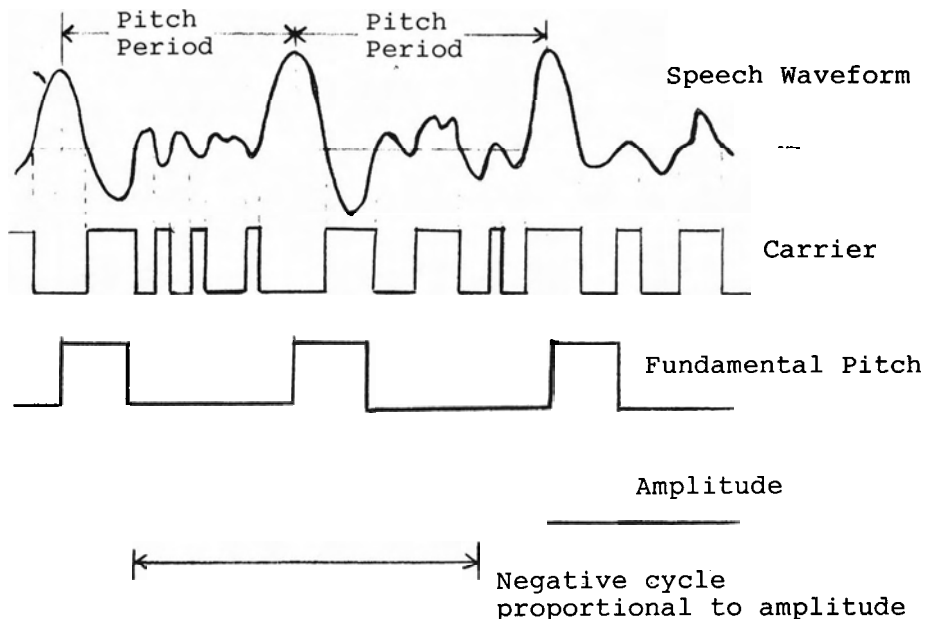 Pitch
Period
Pitch
Period
Speech Waveform
Carrier
Fundamental Pitch
Amplitude
Negative cycle
proportional to amplitude